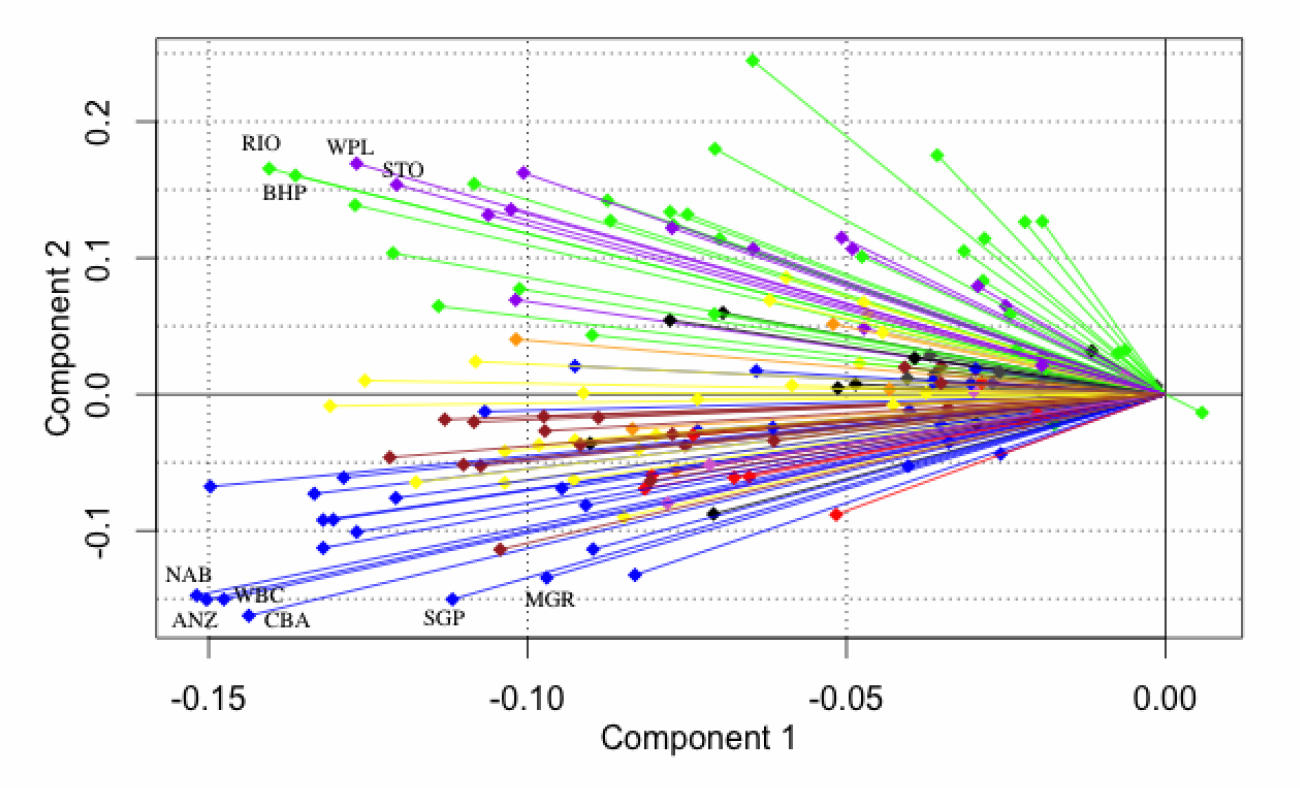 RIO
WPL
STO
BHP
NAB
WBC
ANZ
CBA
SGP
MGR
0.2
0.1
0.0
-0.1
Component 2
-0.15
-0.10
-0.05
0.00
Component 1